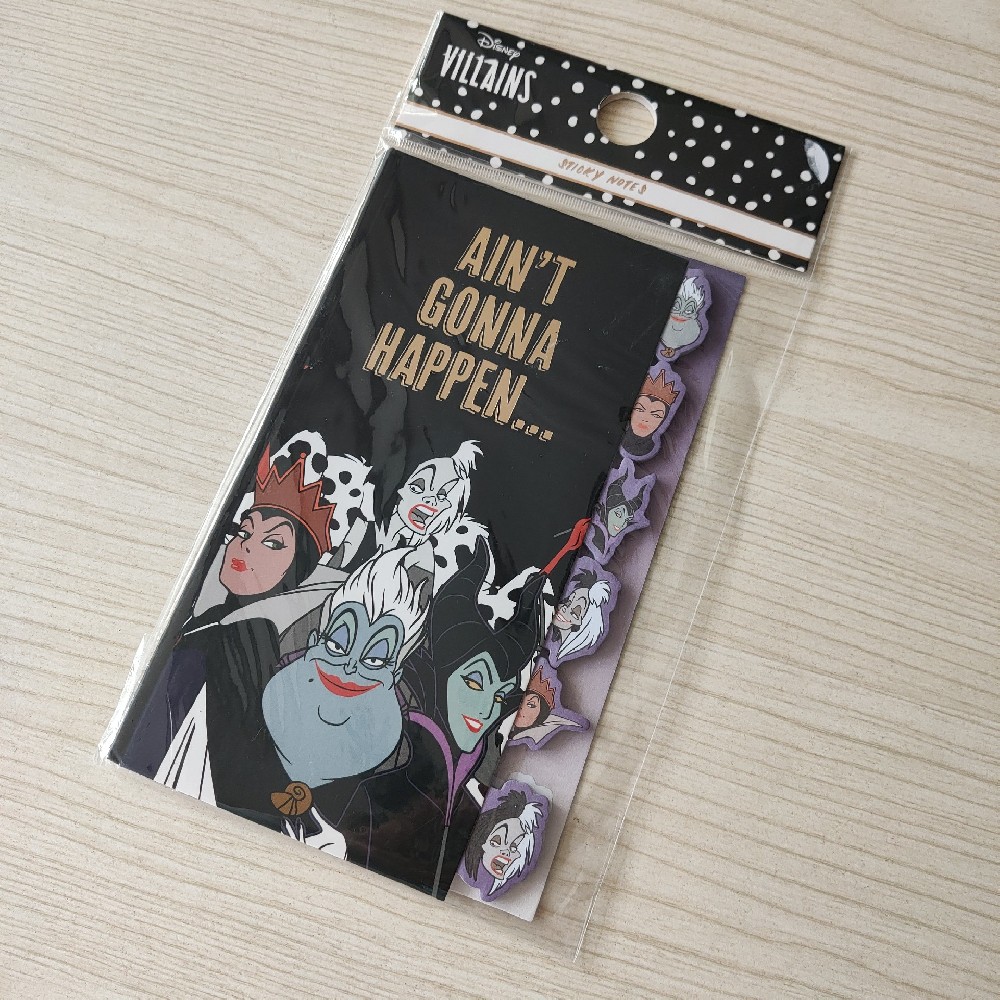 Disney
VILLAINS
STICKY NOTES
AIN'T
GONNA
HAPPEN...